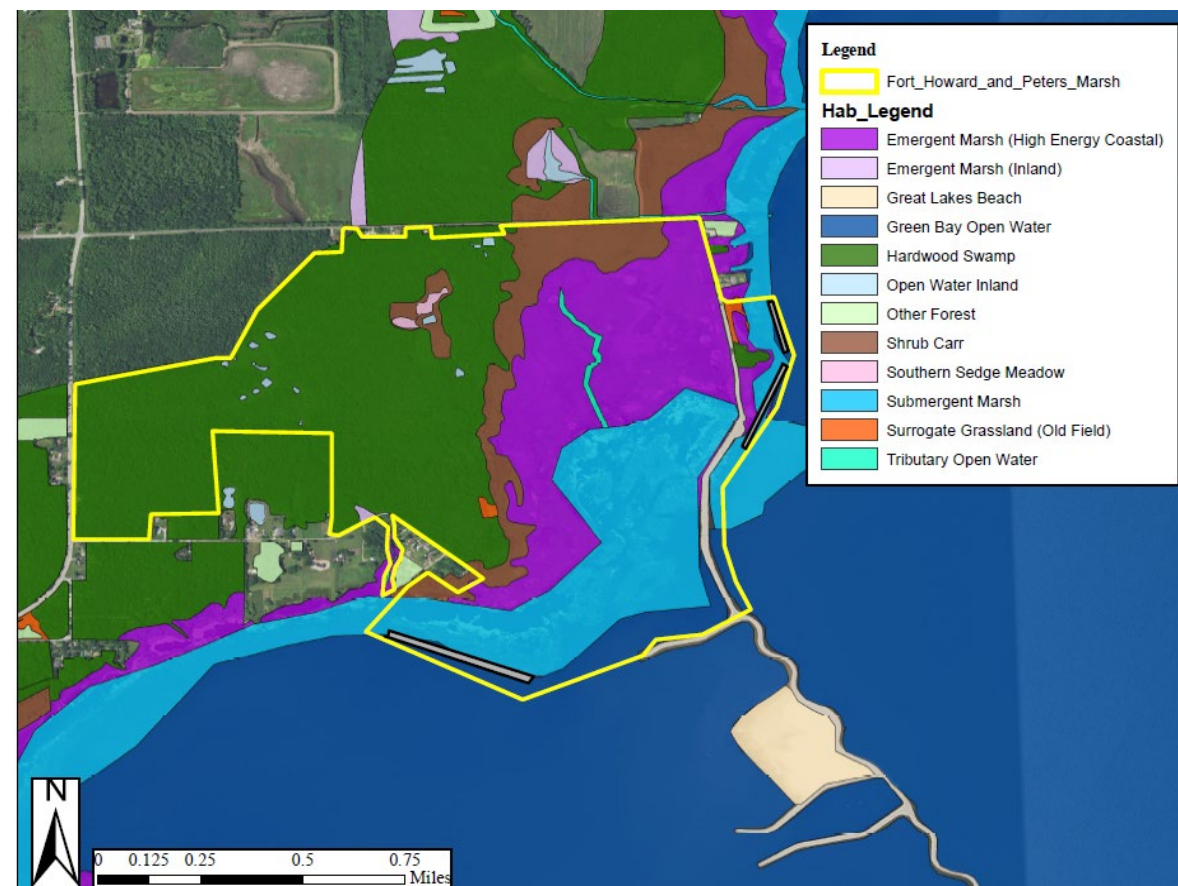 Legend
Fort_Howard_and_Peters_Marsh
Hab_Legend
Emergent Marsh (High Energy Coastal)
Emergent Marsh (Inland)
Great Lakes Beach
Green Bay Open Water
Hardwood Swamp
Open Water Inland
Other Forest
Shrub Carr
Southern Sedge Meadow
Submergent Marsh
Surrogate Grassland (Old Field)
Tributary Open Water
N
0 0.125 0.25 0.5 0.75
Miles